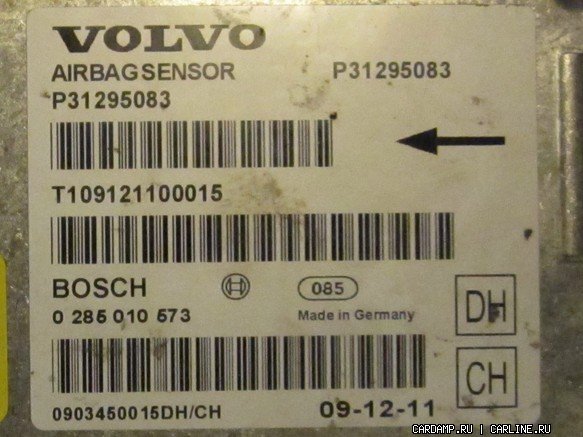 VOLVO
AIRBAGSENSOR P31295083
P31295083
T109121100015
BOSCH 085
0 285 010 573 Made in Germany DH
CH
0903450015DH/CH 09-12-11
CARDAMP.RU | CARLINE.RU